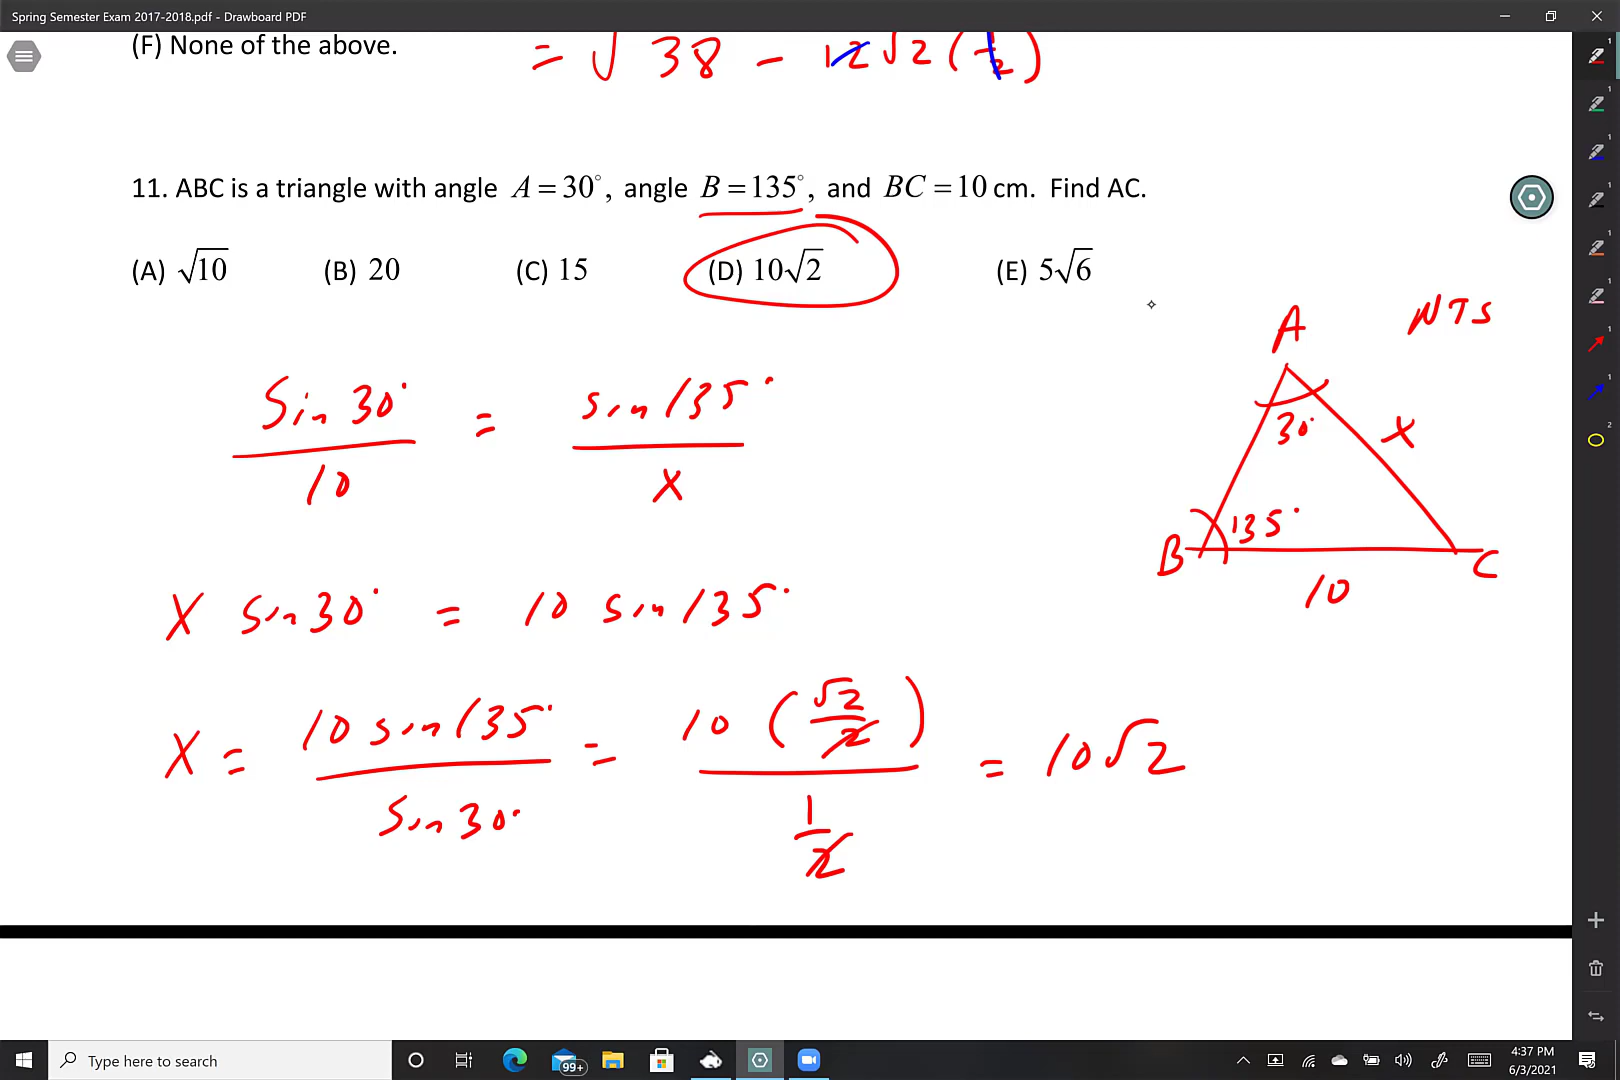 Spring Semester Exam 2017-2018.pdf - Drawboard PDF
(F) None of the above.
= √38 - 12√2 (1/2)
11. ABC is a triangle with angle A = 30°, angle B = 135°, and BC = 10 cm. Find AC.
(A) √10 (B) 20 (C) 15 (D) 10√2 (E) 5√6
A NTS
30° x
B 135° C
10
Sin 30° / 10 = sin 135° / x
x sin 30° = 10 sin 135°
x = 10 sin 135° / Sin 30° = 10 (√2/2) / 1/2 = 10√2
Type here to search
99+
4:37 PM
6/3/2021